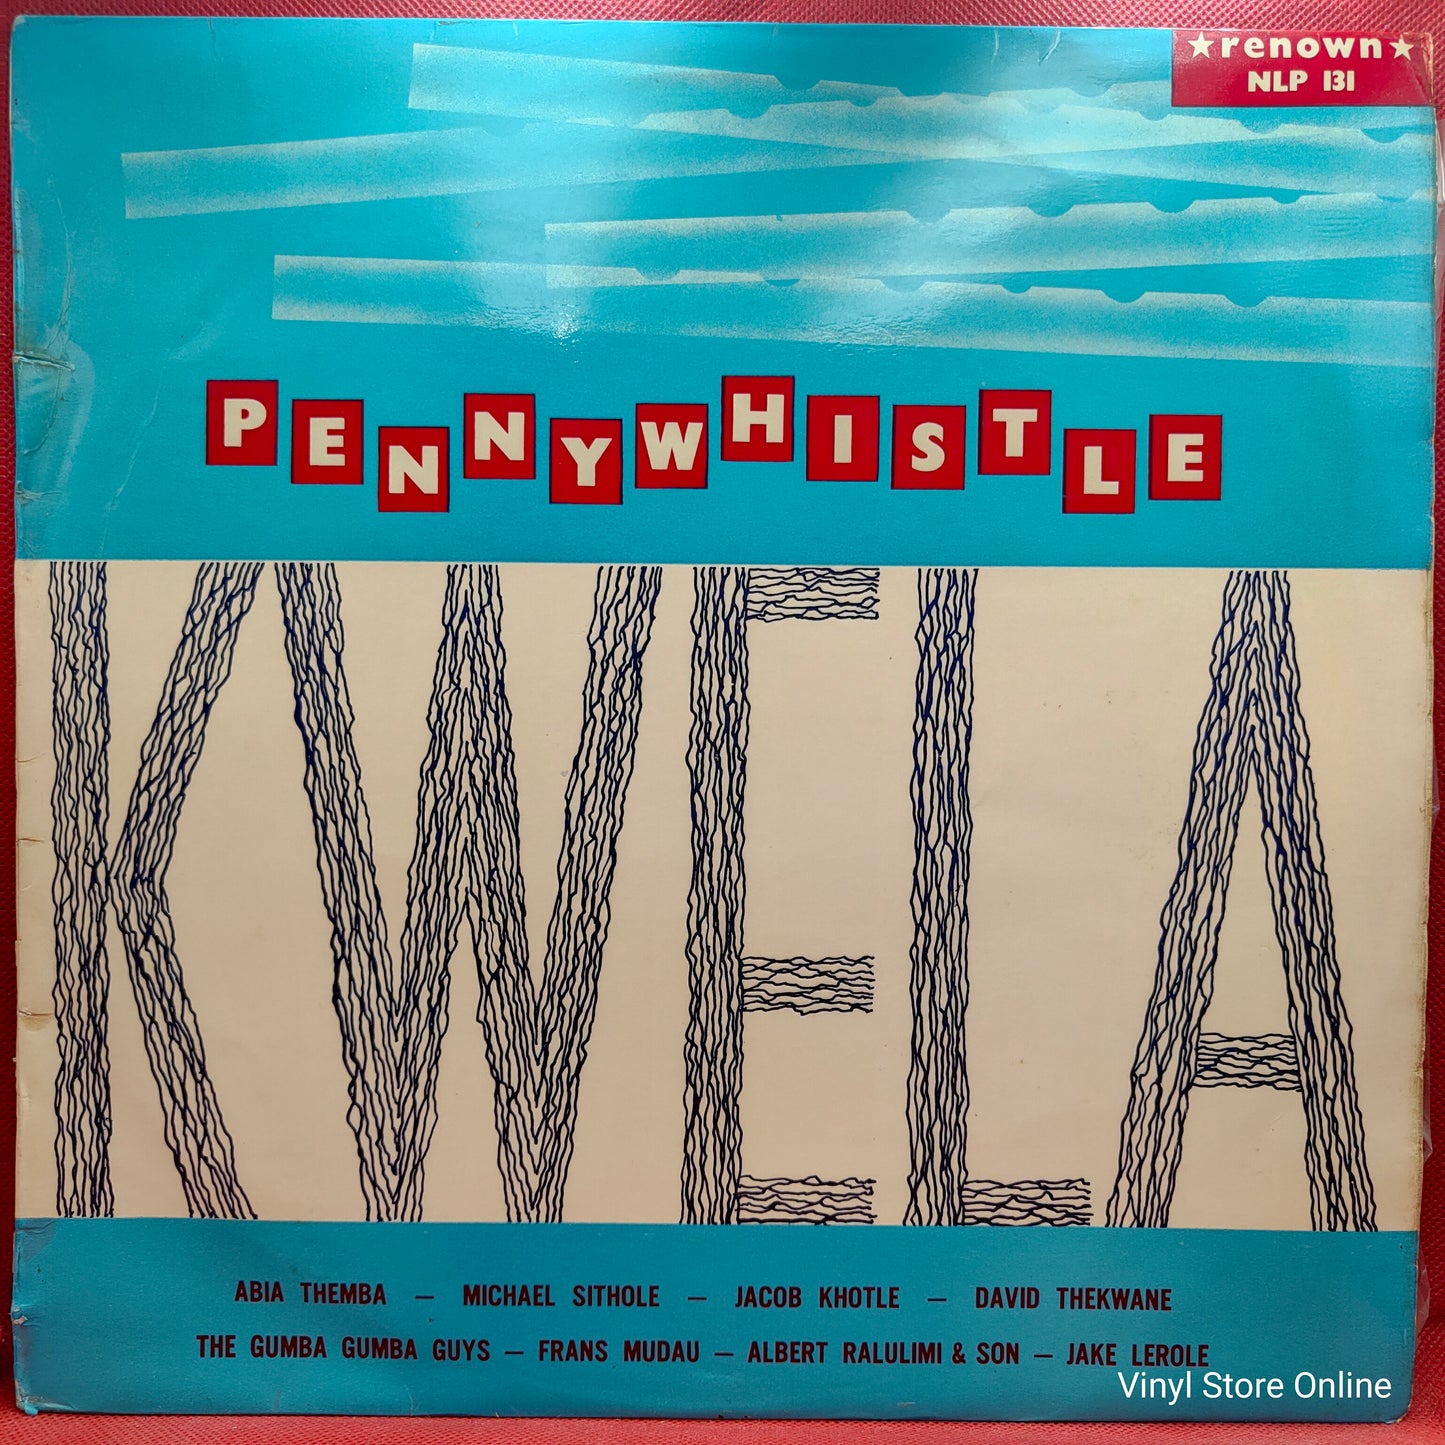 ★renown★
NLP 131
PENNYWHISTLE
KWELA
ABIA THEMBA — MICHAEL SITHOLE — JACOB KHOTLE — DAVID THEKWANE
THE GUMBA GUMBA GUYS — FRANS MUDAU — ALBERT RALULIMI & SON — JAKE LEROLE
Vinyl Store Online